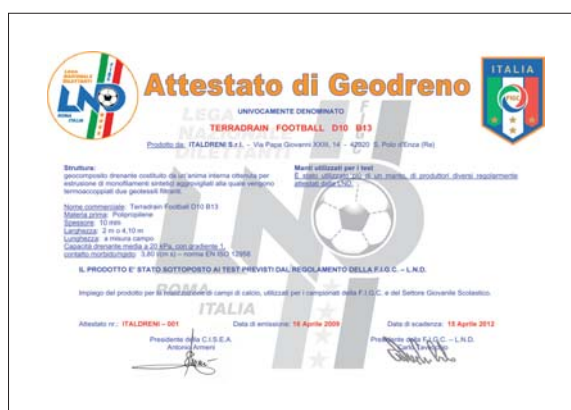 LEGA
NAZIONALE
DILETTANTI
LND
ROMA
ITALIA
Attestato di Geodreno
ITALIA
FIGC
UNIVOCAMENTE DENOMINATO
TERRADRAIN FOOTBALL D10 B13
Prodotto da: ITALDRENI S.r.l. - Via Papa Giovanni XXIII, 14 - 42020 S. Polo d'Enza (Re)
LEGA
NAZIONALE
DILETTANTI
Struttura:
geocomposito drenante costituito da un'anima interna ottenuta per
estrusione di monofilamenti sintetici aggrovigliati alla quale vengono
termoaccoppiati due geotessili filtranti.
Manti utilizzati per i test
E' stato utilizzato più di un manto, di produttori diversi regolarmente
attestati dalla LND.
Nome commerciale: Terradrain Football D10 B13
Materia prima: Polipropilene
Spessore: 10 mm
Larghezza: 2 m o 4,10 m
Lunghezza: a misura campo
Capacità drenante media a 20 kPa, con gradiente 1,
contatto morbido/rigido: 3,80 l/(m s) – norma EN ISO 12958
IL PRODOTTO E' STATO SOTTOPOSTO AI TEST PREVISTI DAL REGOLAMENTO DELLA F.I.G.C. – L.N.D.
Impiego del prodotto per la realizzazione di campi di calcio, utilizzati per i campionati della F.I.G.C. e del Settore Giovanile Scolastico.
ROMA
ITALIA
Attestato nr.: ITALDRENI – 001
Data di emissione: 16 Aprile 2009
Data di scadenza: 15 Aprile 2012
Presidente della C.I.S.E.A.
Antonio Armeni
Presidente della F.I.G.C. – L.N.D.
Carlo Tavecchio